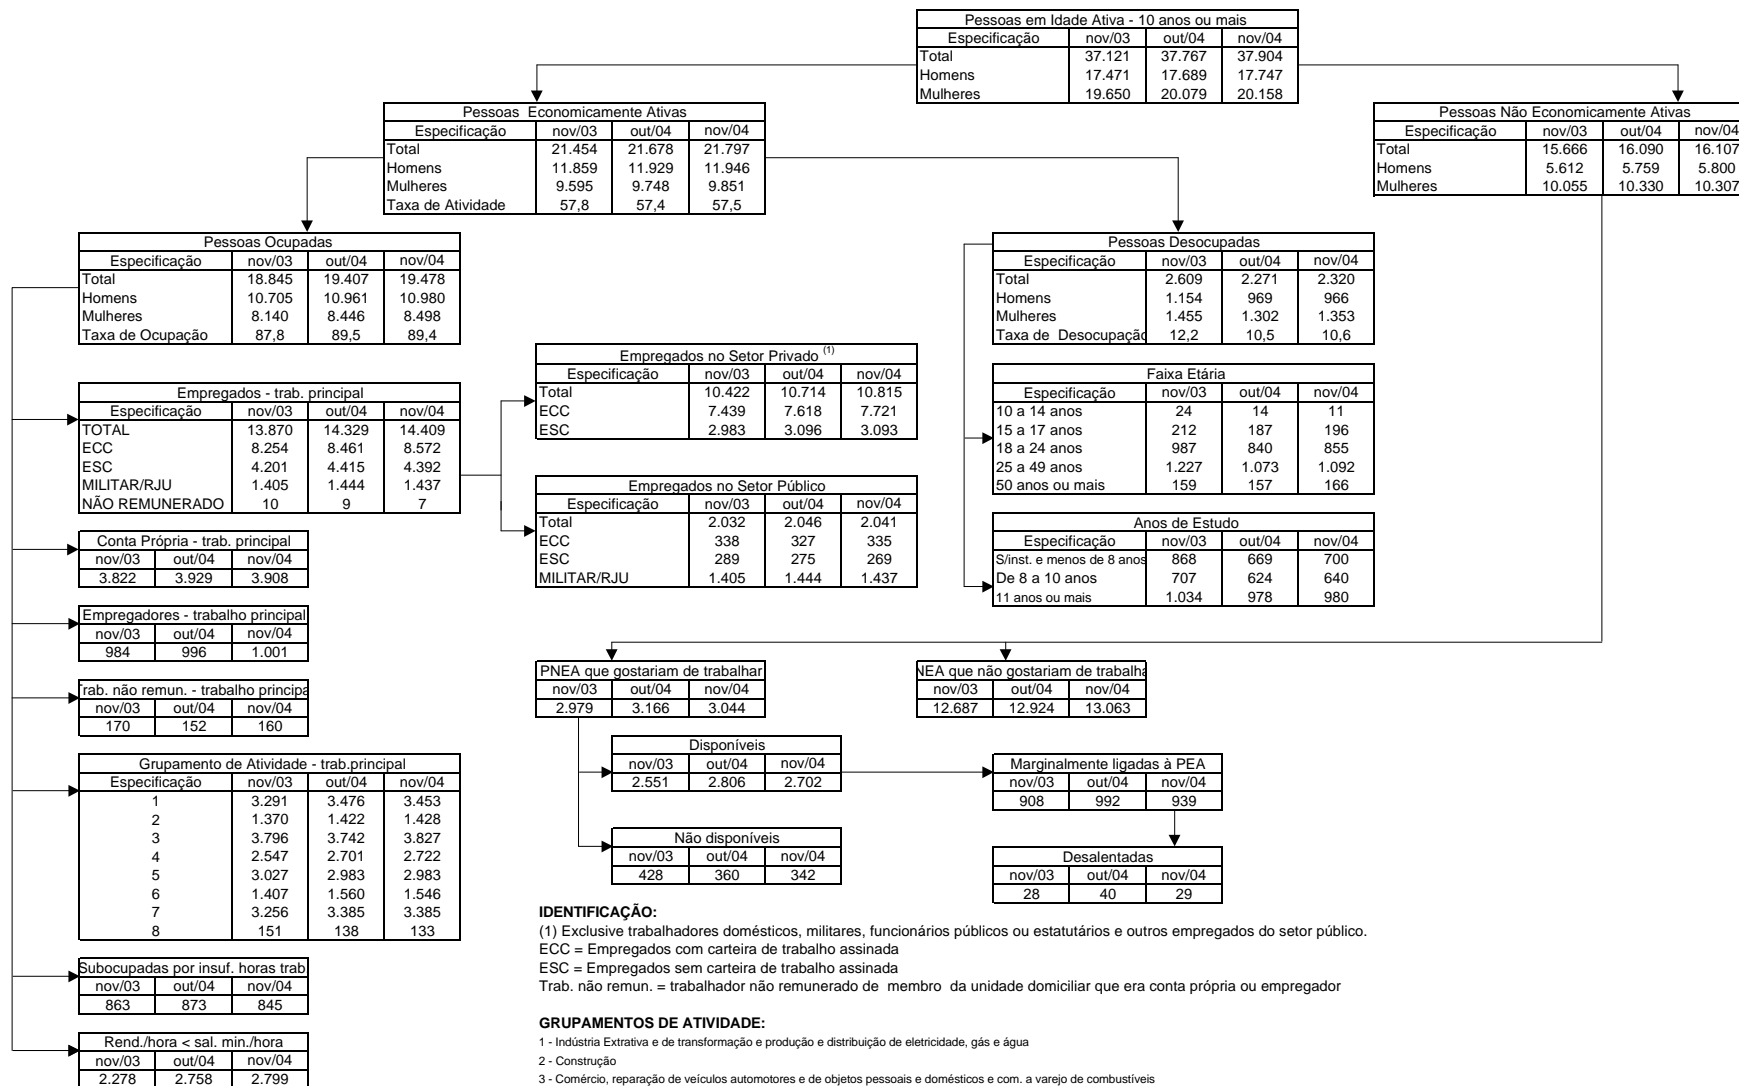 Pessoas em Idade Ativa - 10 anos ou mais
Especificação nov/03 out/04 nov/04
Total 37.121 37.767 37.904
Homens 17.471 17.689 17.747
Mulheres 19.650 20.079 20.158
Pessoas Economicamente Ativas
Especificação nov/03 out/04 nov/04
Total 21.454 21.678 21.797
Homens 11.859 11.929 11.946
Mulheres 9.595 9.748 9.851
Taxa de Atividade 57,8 57,4 57,5
Pessoas Não Economicamente Ativas
Especificação nov/03 out/04 nov/04
Total 15.666 16.090 16.107
Homens 5.612 5.759 5.800
Mulheres 10.055 10.330 10.307
Pessoas Ocupadas
Especificação nov/03 out/04 nov/04
Total 18.845 19.407 19.478
Homens 10.705 10.961 10.980
Mulheres 8.140 8.446 8.498
Taxa de Ocupação 87,8 89,5 89,4
Pessoas Desocupadas
Especificação nov/03 out/04 nov/04
Total 2.609 2.271 2.320
Homens 1.154 969 966
Mulheres 1.455 1.302 1.353
Taxa de Desocupação 12,2 10,5 10,6
Empregados - trab. principal
Especificação nov/03 out/04 nov/04
TOTAL 13.870 14.329 14.409
ECC 8.254 8.461 8.572
ESC 4.201 4.415 4.392
MILITAR/RJU 1.405 1.444 1.437
NÃO REMUNERADO 10 9 7
Empregados no Setor Privado (1)
Especificação nov/03 out/04 nov/04
Total 10.422 10.714 10.815
ECC 7.439 7.618 7.721
ESC 2.983 3.096 3.093
Faixa Etária
Especificação nov/03 out/04 nov/04
10 a 14 anos 24 14 11
15 a 17 anos 212 187 196
18 a 24 anos 987 840 855
25 a 49 anos 1.227 1.073 1.092
50 anos ou mais 159 157 166
Empregados no Setor Público
Especificação nov/03 out/04 nov/04
Total 2.032 2.046 2.041
ECC 338 327 335
ESC 289 275 269
MILITAR/RJU 1.405 1.444 1.437
Anos de Estudo
Especificação nov/03 out/04 nov/04
S/inst. e menos de 8 anos 868 669 700
De 8 a 10 anos 707 624 640
11 anos ou mais 1.034 978 980
Conta Própria - trab. principal
nov/03 out/04 nov/04
3.822 3.929 3.908
Empregadores - trabalho principal
nov/03 out/04 nov/04
984 996 1.001
rab. não remun. - trabalho principa
nov/03 out/04 nov/04
170 152 160
PNEA que gostariam de trabalhar
nov/03 out/04 nov/04
2.979 3.166 3.044
NEA que não gostariam de trabalha
nov/03 out/04 nov/04
12.687 12.924 13.063
Grupamento de Atividade - trab.principal
Especificação nov/03 out/04 nov/04
1 3.291 3.476 3.453
2 1.370 1.422 1.428
3 3.796 3.742 3.827
4 2.547 2.701 2.722
5 3.027 2.983 2.983
6 1.407 1.560 1.546
7 3.256 3.385 3.385
8 151 138 133
Disponíveis
nov/03 out/04 nov/04
2.551 2.806 2.702
Marginalmente ligadas à PEA
nov/03 out/04 nov/04
908 992 939
Não disponíveis
nov/03 out/04 nov/04
428 360 342
Desalentadas
nov/03 out/04 nov/04
28 40 29
Subocupadas por insuf. horas trab.
nov/03 out/04 nov/04
863 873 845
Rend./hora < sal. min./hora
nov/03 out/04 nov/04
2.278 2.758 2.799
IDENTIFICAÇÃO:
(1) Exclusive trabalhadores domésticos, militares, funcionários públicos ou estatutários e outros empregados do setor público.
ECC = Empregados com carteira de trabalho assinada
ESC = Empregados sem carteira de trabalho assinada
Trab. não remun. = trabalhador não remunerado de membro da unidade domiciliar que era conta própria ou empregador
GRUPAMENTOS DE ATIVIDADE:
1 - Indústria Extrativa e de transformação e produção e distribuição de eletricidade, gás e água
2 - Construção
3 - Comércio, reparação de veículos automotores e de objetos pessoais e domésticos e com. a varejo de combustíveis